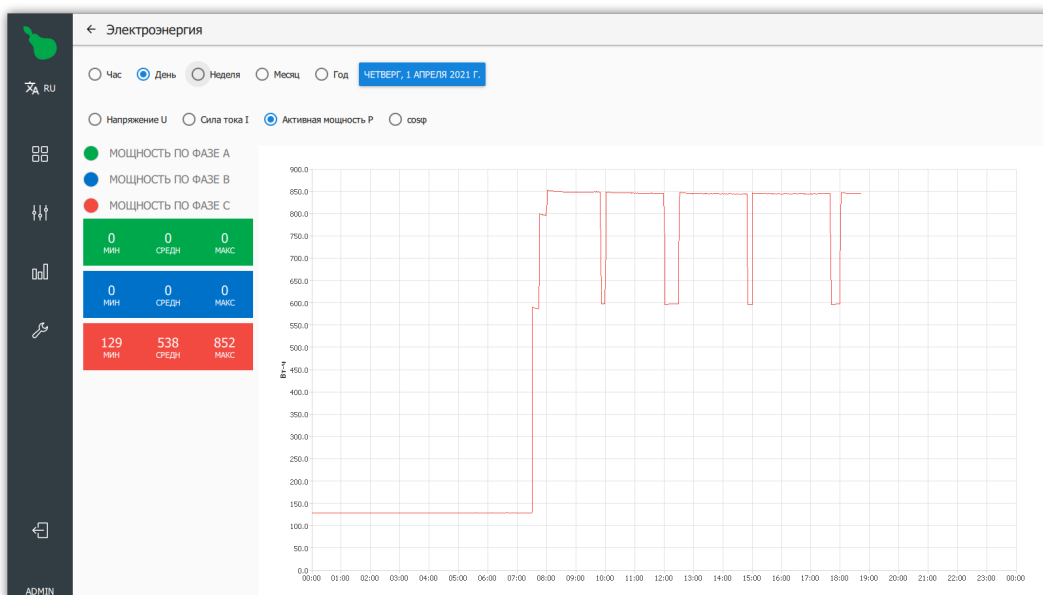 ← Электроэнергия
RU
Час День Неделя Месяц Год ЧЕТВЕРГ, 1 АПРЕЛЯ 2021 Г.
Напряжение U Сила тока I Активная мощность P cosφ
МОЩНОСТЬ ПО ФАЗЕ A
МОЩНОСТЬ ПО ФАЗЕ B
МОЩНОСТЬ ПО ФАЗЕ C
0 0 0
МИН СРЕДН МАКС
0 0 0
МИН СРЕДН МАКС
129 538 852
МИН СРЕДН МАКС
ADMIN
900.0
850.0
800.0
750.0
700.0
650.0
600.0
550.0
500.0
450.0
400.0
350.0
300.0
250.0
200.0
150.0
100.0
50.0
0.0
Вт-ч
00:00 01:00 02:00 03:00 04:00 05:00 06:00 07:00 08:00 09:00 10:00 11:00 12:00 13:00 14:00 15:00 16:00 17:00 18:00 19:00 20:00 21:00 22:00 23:00 00:00